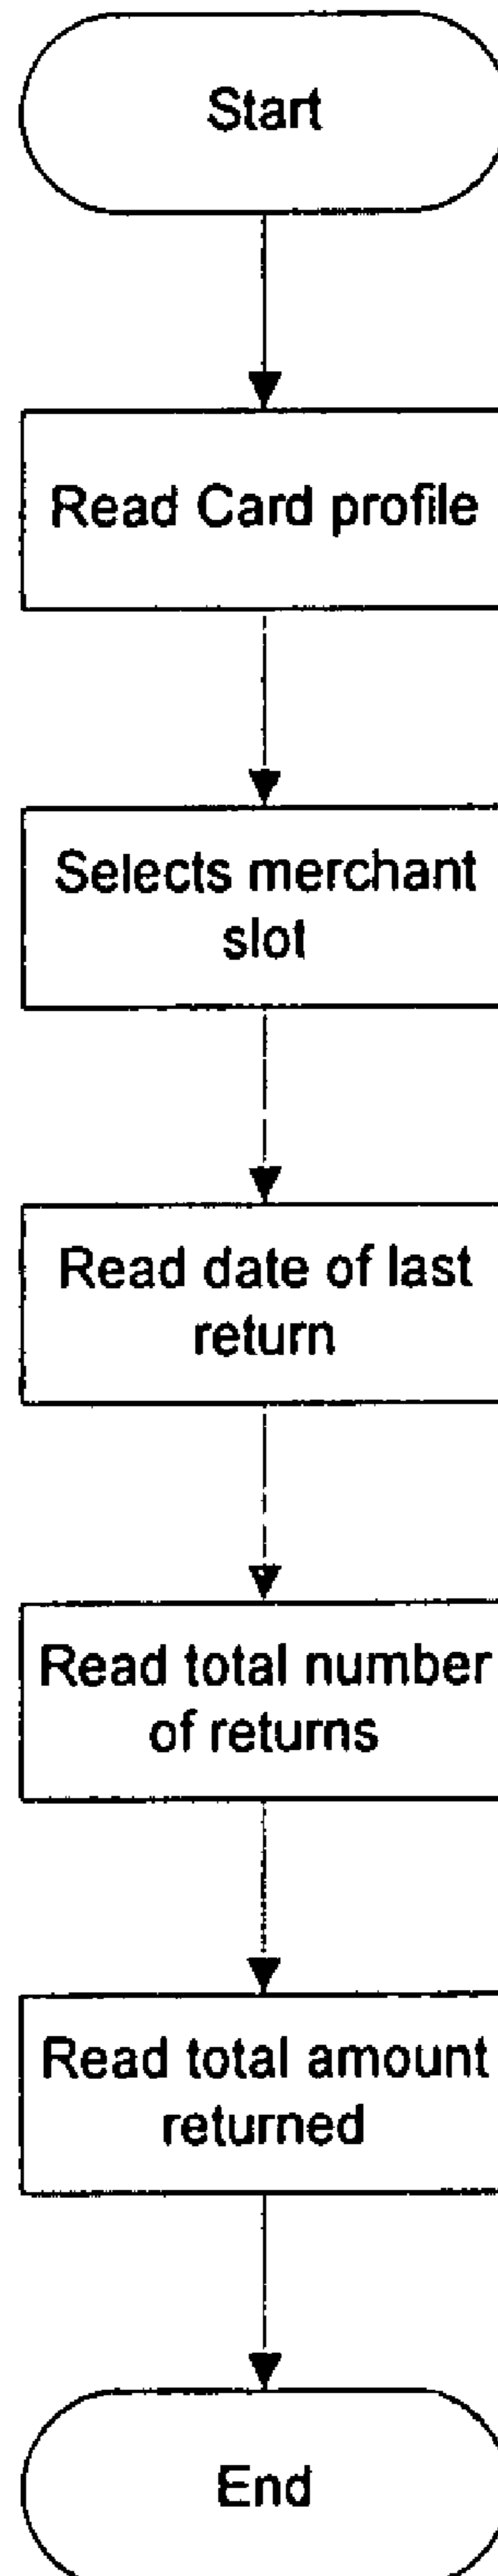 Start
Read Card profile
Selects merchant
slot
Read date of last
return
Read total number
of returns
Read total amount
returned
End